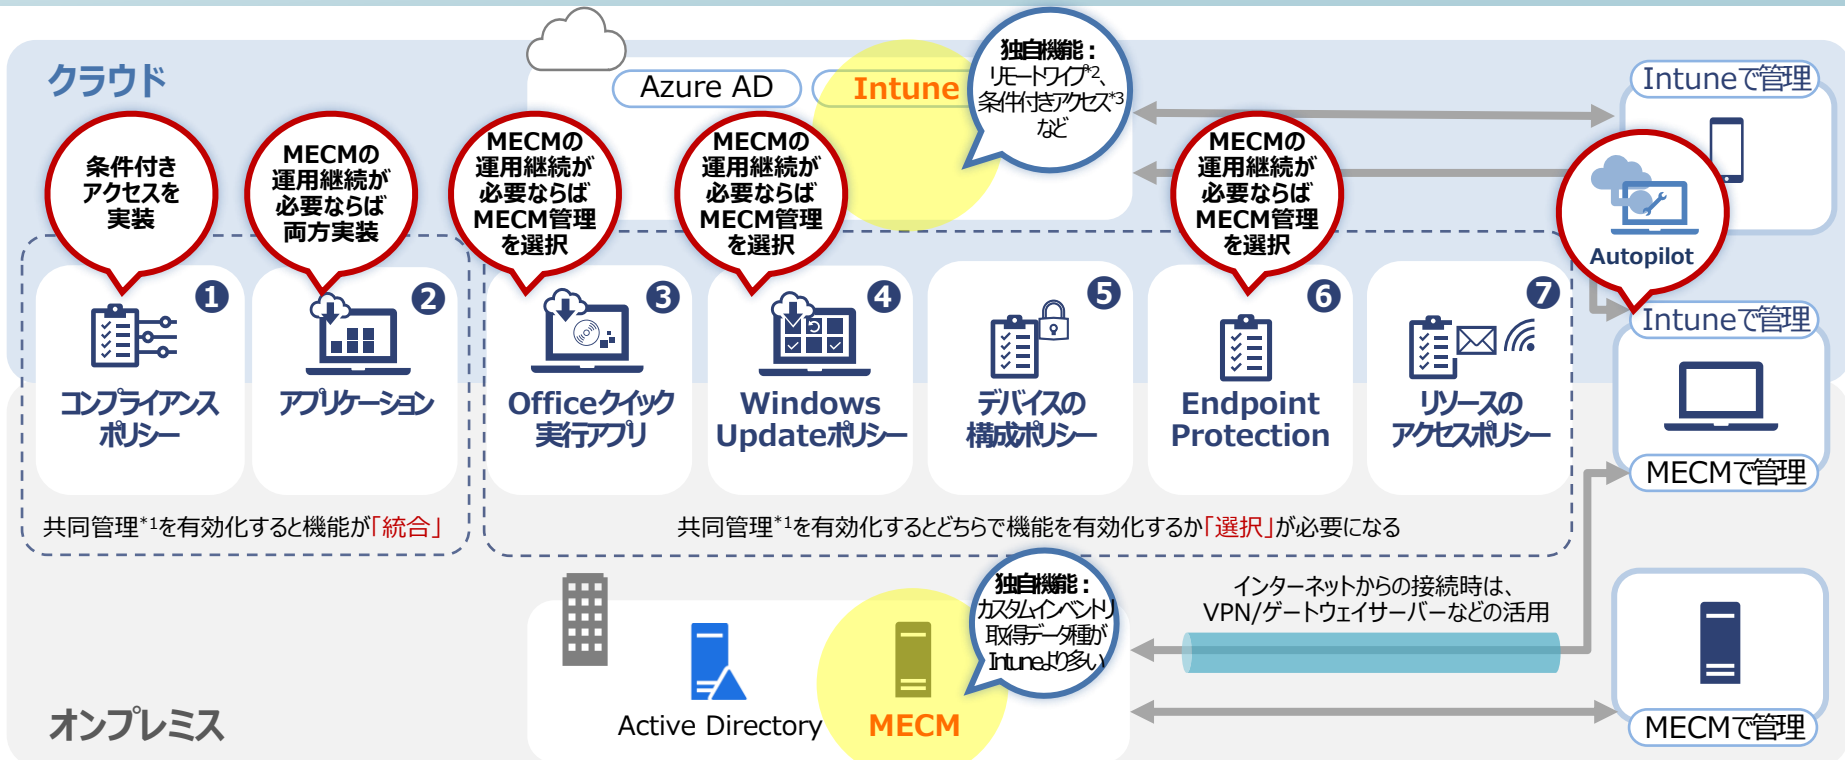 クラウド
Azure AD
Intune
独自機能：
リモートワイプ*2、
条件付きアクセス*3
など
Intuneで管理
条件付き
アクセスを
実装
MECMの
運用継続が
必要ならば
両方実装
MECMの
運用継続が
必要ならば
MECM管理
を選択
MECMの
運用継続が
必要ならば
MECM管理
を選択
MECMの
運用継続が
必要ならば
MECM管理
を選択
Autopilot
❶
コンプライアンス
ポリシー
❷
アプリケーション
❸
Officeクイック
実行アプリ
❹
Windows
Updateポリシー
❺
デバイスの
構成ポリシー
❻
Endpoint
Protection
❼
リソースの
アクセスポリシー
Intuneで管理
MECMで管理
共同管理*1を有効化すると機能が「統合」
共同管理*1を有効化するとどちらで機能を有効化するか「選択」が必要になる
オンプレミス
Active Directory
MECM
独自機能：
カスタムインベントリ
取得データ種が
Intuneより多い
インターネットからの接続時は、
VPN/ゲートウェイサーバーなどの活用
MECMで管理